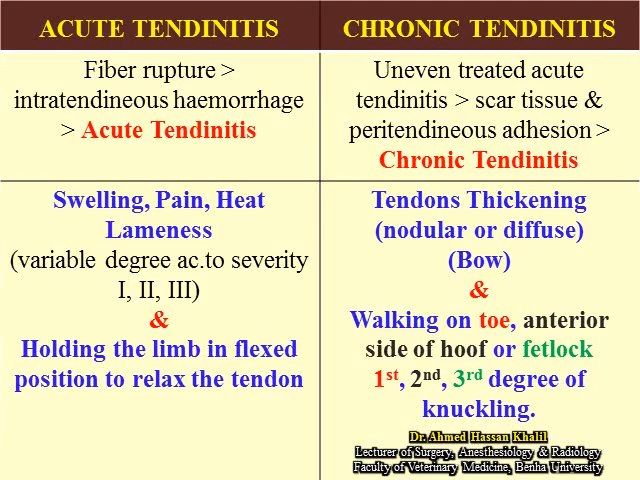 ACUTE TENDINITIS
CHRONIC TENDINITIS
Fiber rupture >
intratendineous haemorrhage
> Acute Tendinitis
Uneven treated acute
tendinitis > scar tissue &
peritendineous adhesion >
Chronic Tendinitis
Swelling, Pain, Heat
Lameness
(variable degree ac.to severity
I, II, III)
&
Holding the limb in flexed
position to relax the tendon
Tendons Thickening
(nodular or diffuse)
(Bow)
&
Walking on toe, anterior
side of hoof or fetlock
1st, 2nd, 3rd degree of
knuckling.
Dr. Ahmed Hassan Khalil
Lecturer of Surgery, Anesthesiology & Radiology
Faculty of Veterinary Medicine, Benha University